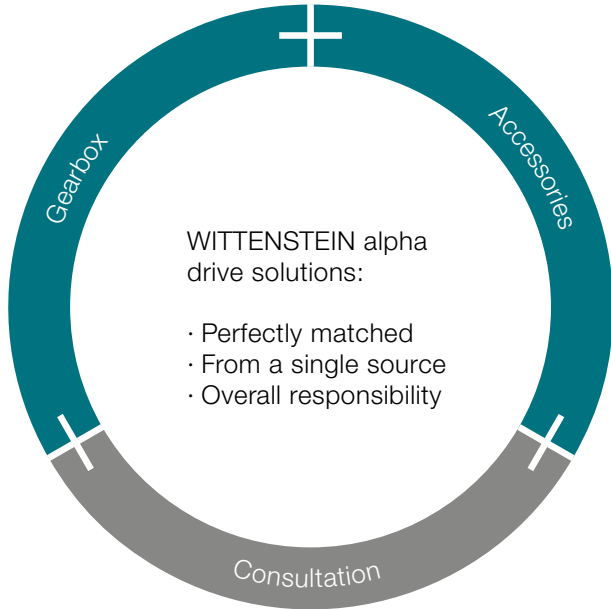 Gearbox
Accessories
WITTENSTEIN alpha
drive solutions:
· Perfectly matched
· From a single source
· Overall responsibility
Consultation